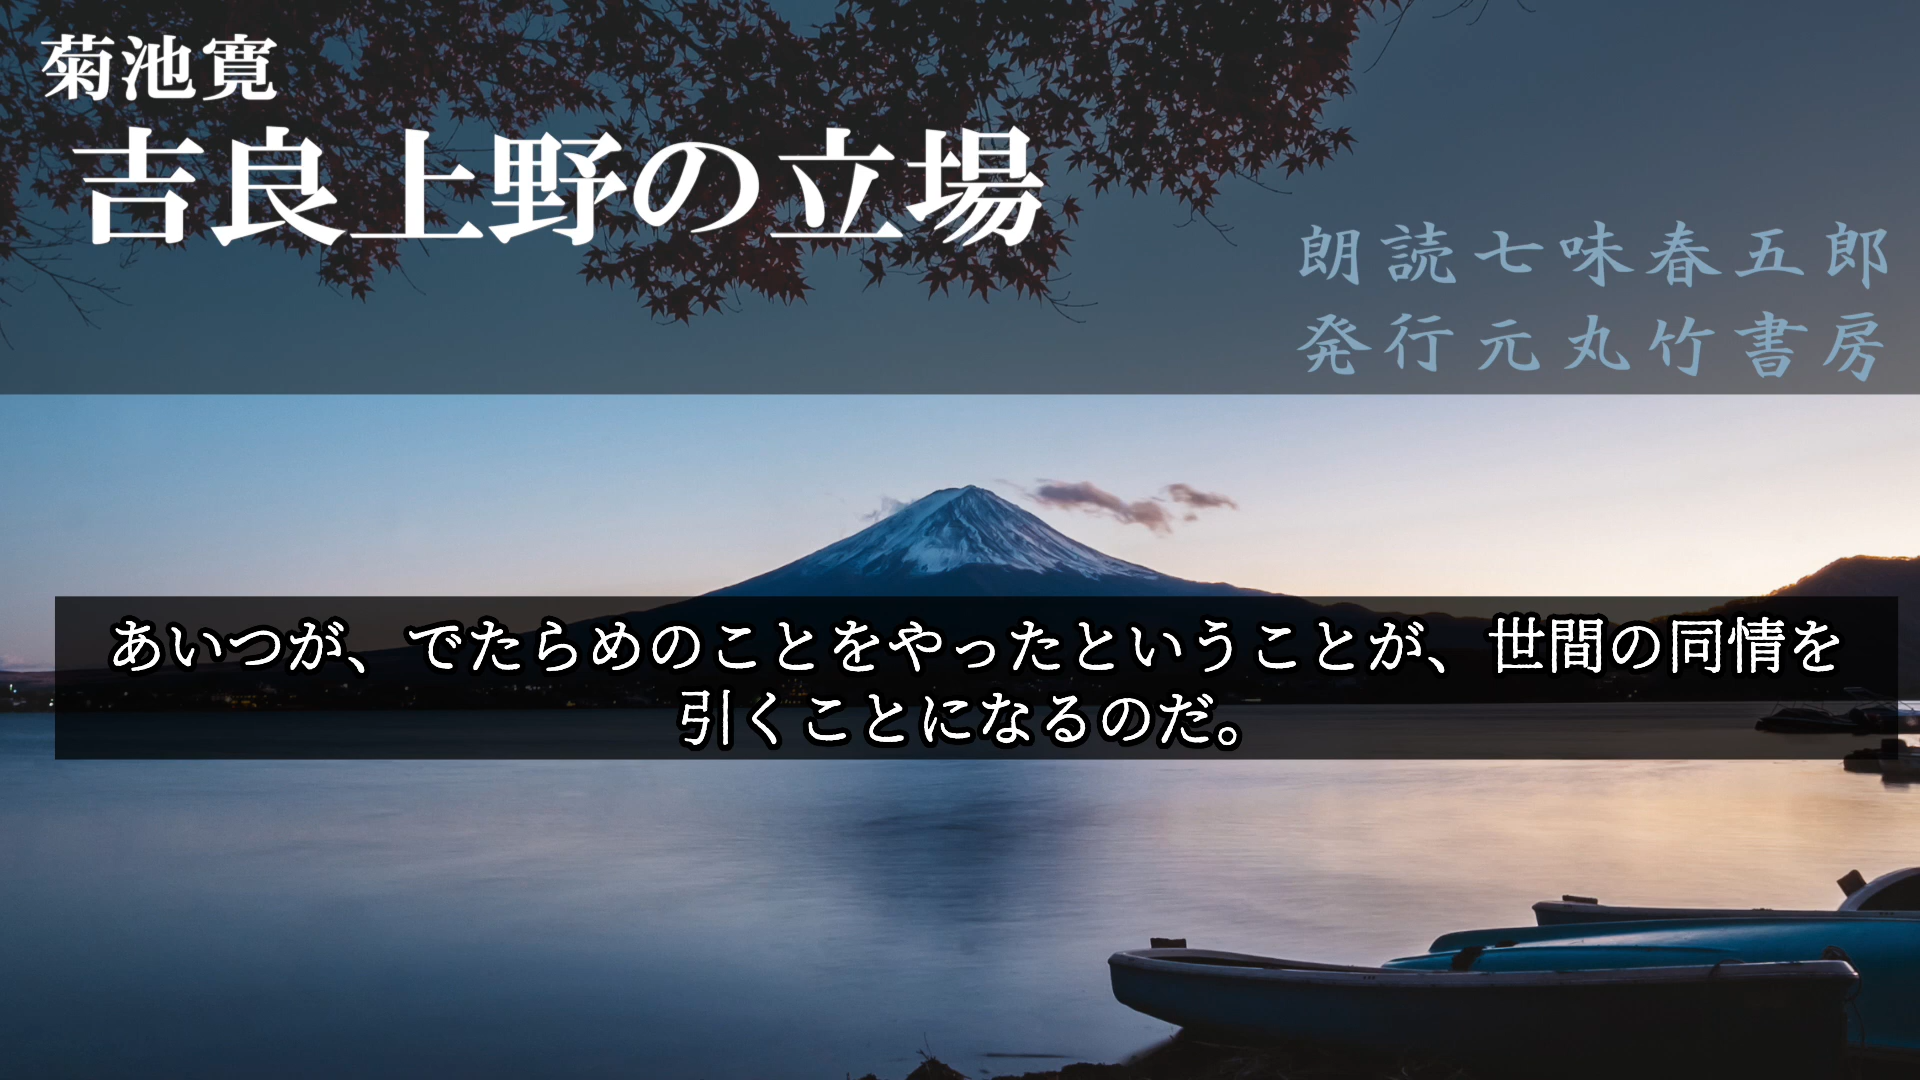 菊池寛
吉良上野の立場
朗読七味春五郎
発行元丸竹書房
あいつが、でたらめのことをやったということが、世間の同情を
引くことになるのだ。